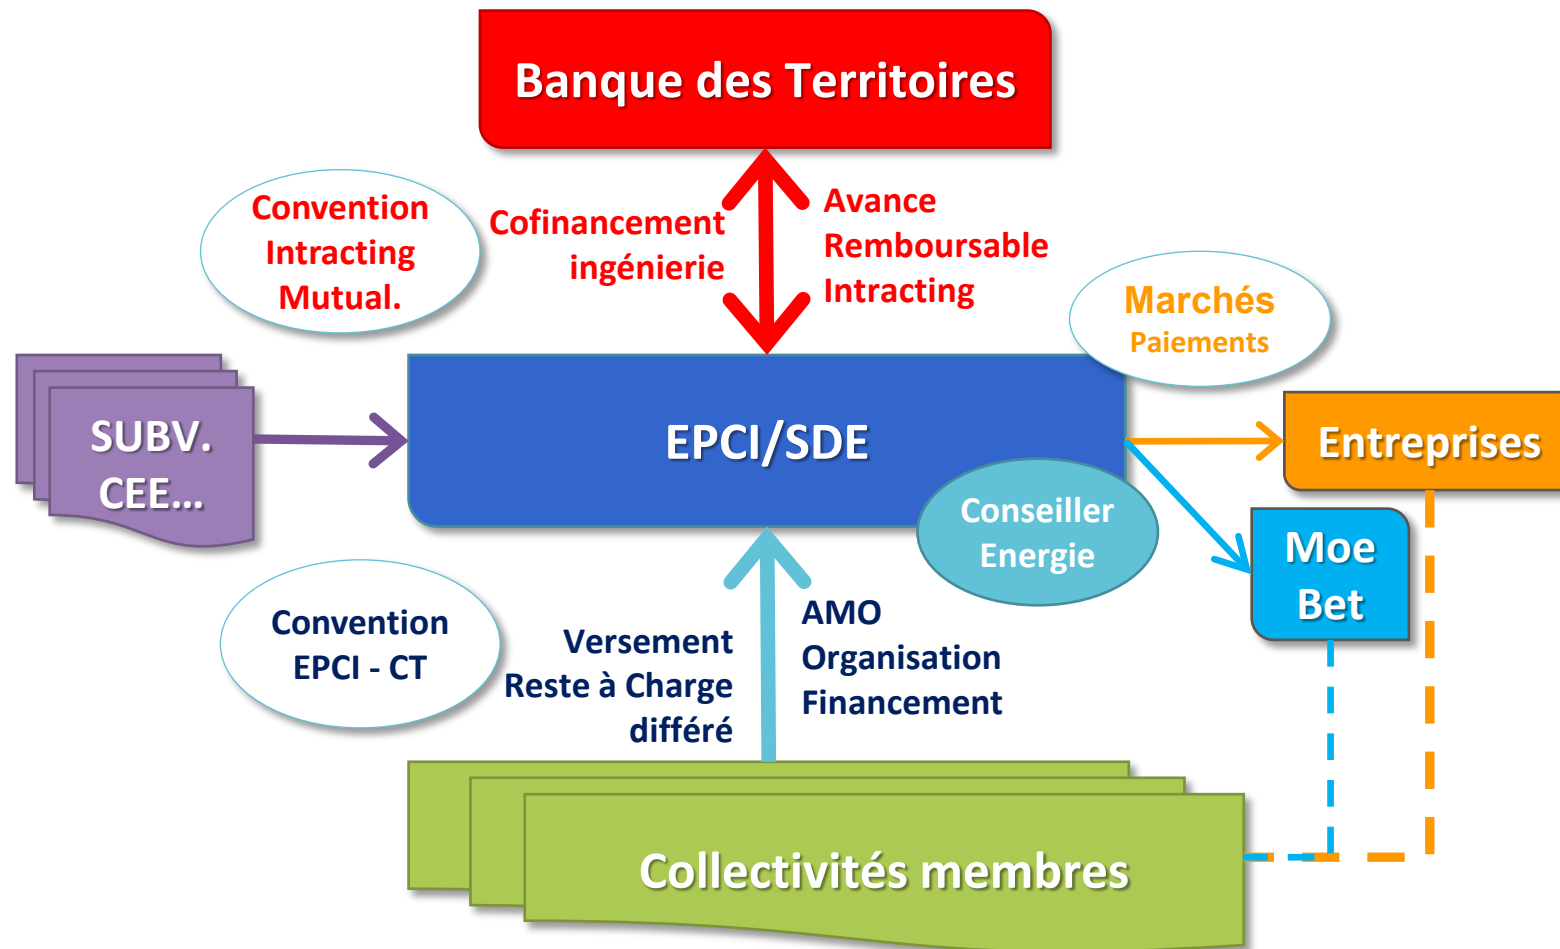 Banque des Territoires
Convention
Intracting
Mutual.
Cofinancement
ingénierie
Avance
Remboursable
Intracting
Marchés
Paiements
SUBV.
CEE...
EPCI/SDE
Entreprises
Conseiller
Energie
Moe
Bet
Convention
EPCI - CT
Versement
Reste à Charge
différé
AMO
Organisation
Financement
Collectivités membres